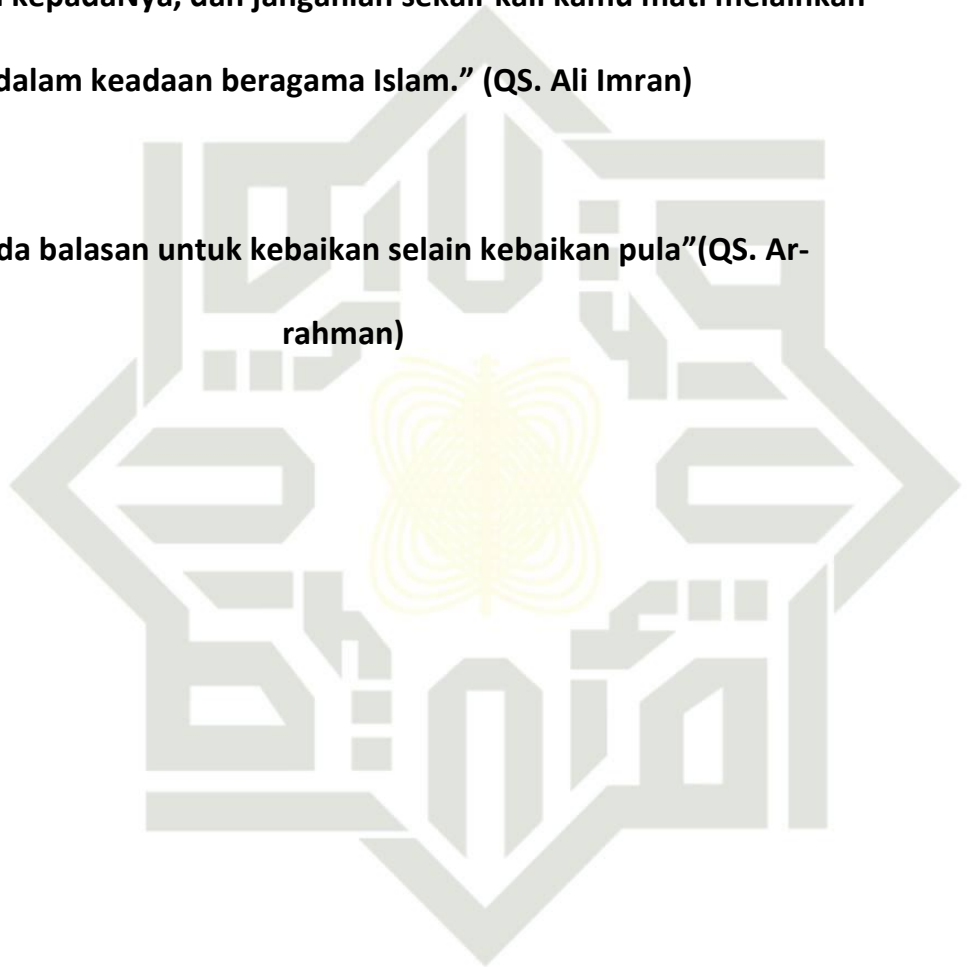 kepadaNya, dan janganlah sekali-kali kamu mati melainkan
dalam keadaan beragama Islam.” (QS. Ali Imran)
da balasan untuk kebaikan selain kebaikan pula”(QS. Ar-
rahman)